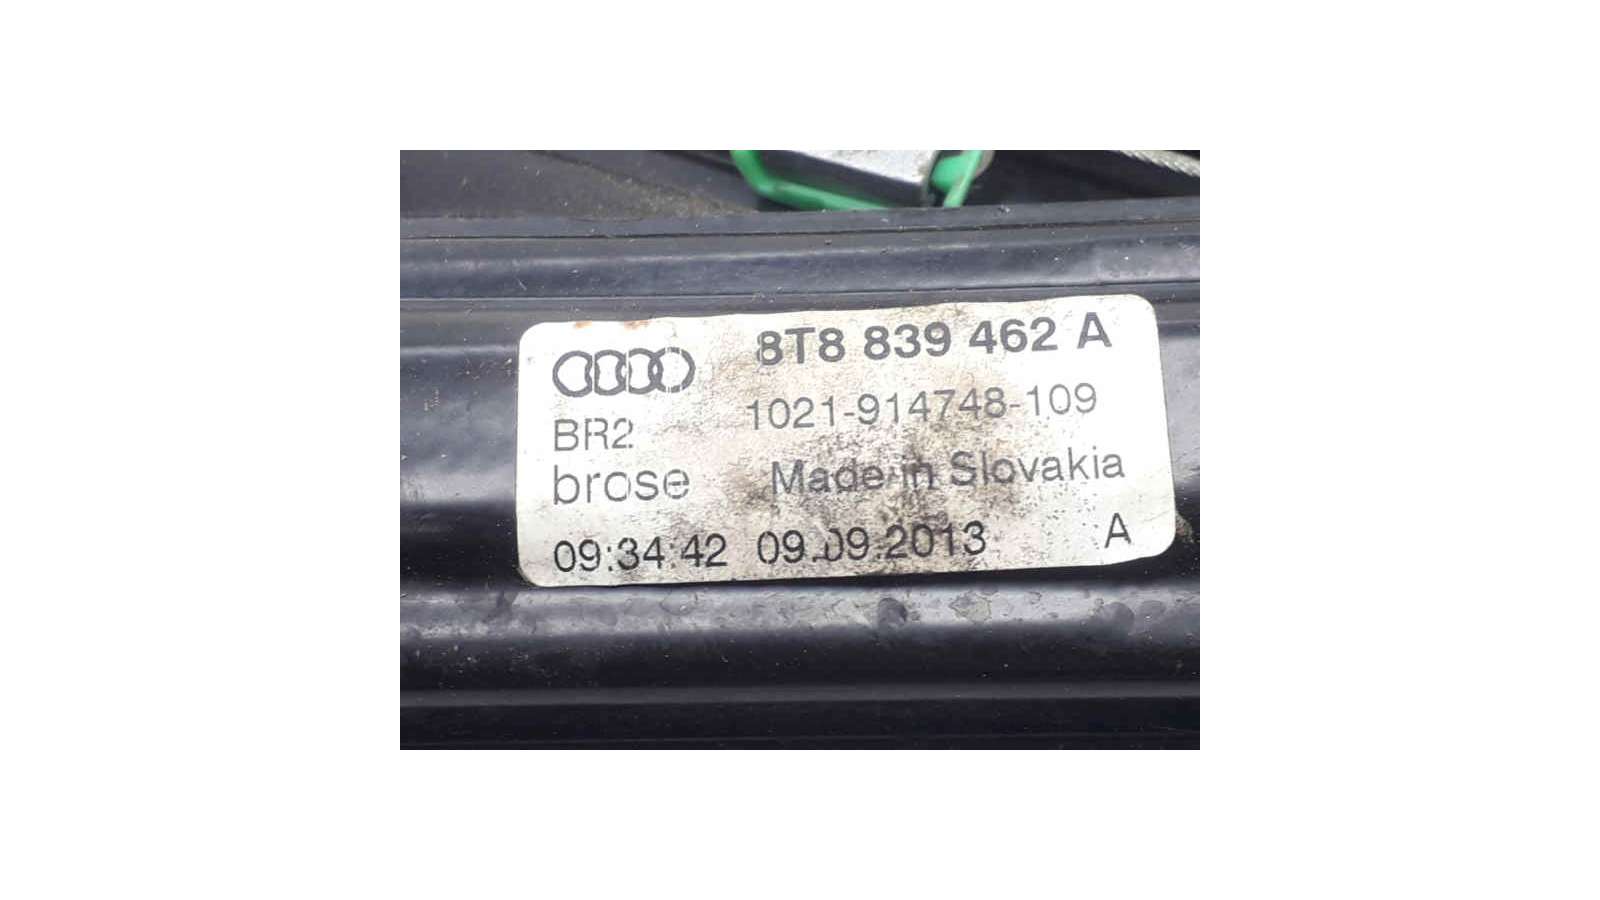 8T8 839 462 A
BR2 1021-914748-109
brose Made in Slovakia
09:34:42 09.09.2013 A